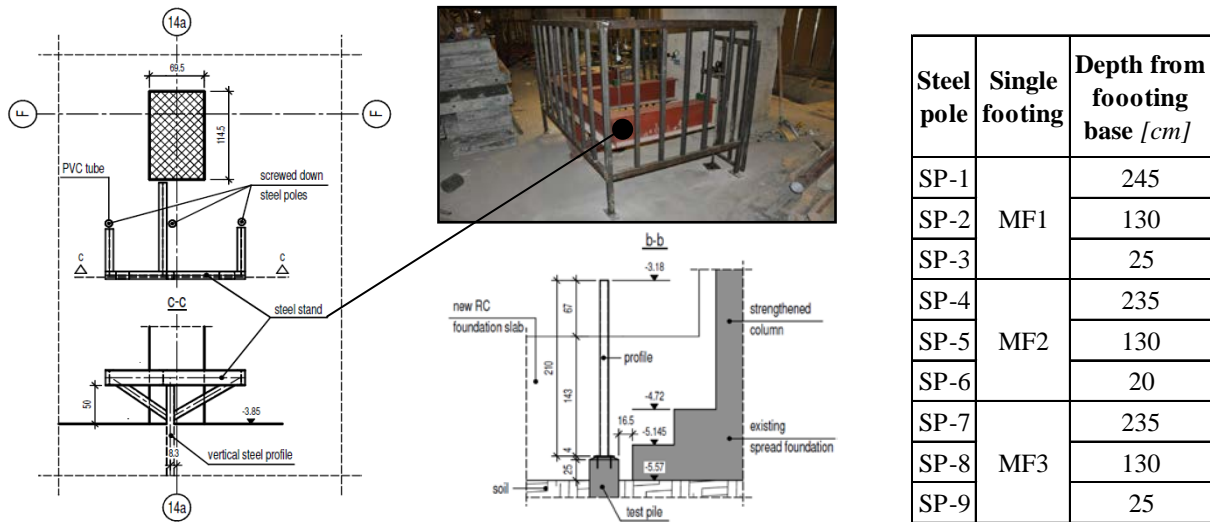 14a
69.5
F
F
114.5
PVC tube
screwed down
steel poles
C
C
C-C
steel stand
50
-3.85
vertical steel profile
8.3
14a
b-b
-3.18
new RC
foundation slab
67
strengthened
column
profile
210
143
-4.72
16.5
-5.145
existing
spread foundation
4
25
-5.57
soil
test pile
Steel pole
Single footing
Depth from foooting base [cm]
SP-1 245
SP-2 MF1 130
SP-3 25
SP-4 235
SP-5 MF2 130
SP-6 20
SP-7 235
SP-8 MF3 130
SP-9 25